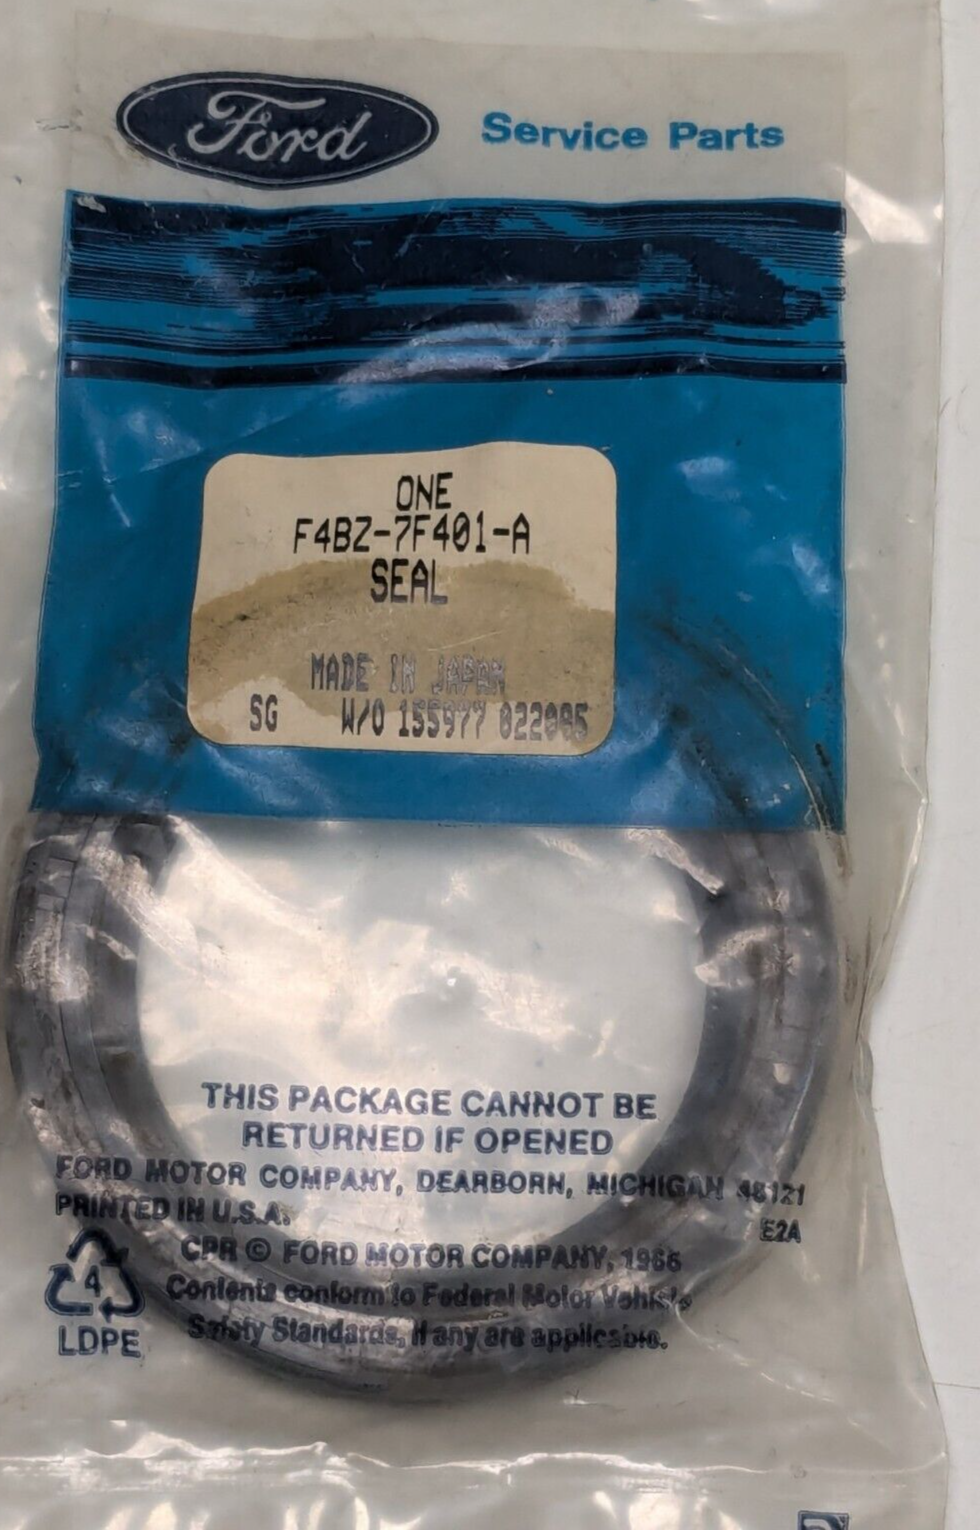 Ford
Service Parts
ONE
F4BZ-7F401-A
SEAL
MADE IN JAPAN
SG W/O 155977 022085
THIS PACKAGE CANNOT BE
RETURNED IF OPENED
FORD MOTOR COMPANY, DEARBORN, MICHIGAN 48121
PRINTED IN U.S.A.
E2A
CPR © FORD MOTOR COMPANY, 1986
Contents conform to Federal Motor Vehicle
Safety Standards, if any are applicable.
4
LDPE